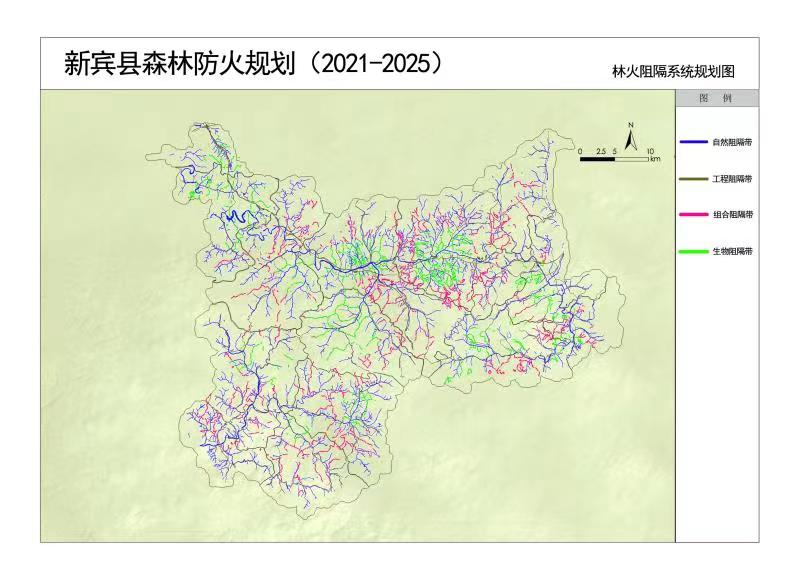 新宾县森林防火规划（2021-2025）
林火阻隔系统规划图
图 例
N
0 2.5 5 10
km
自然阻隔带
工程阻隔带
组合阻隔带
生物阻隔带